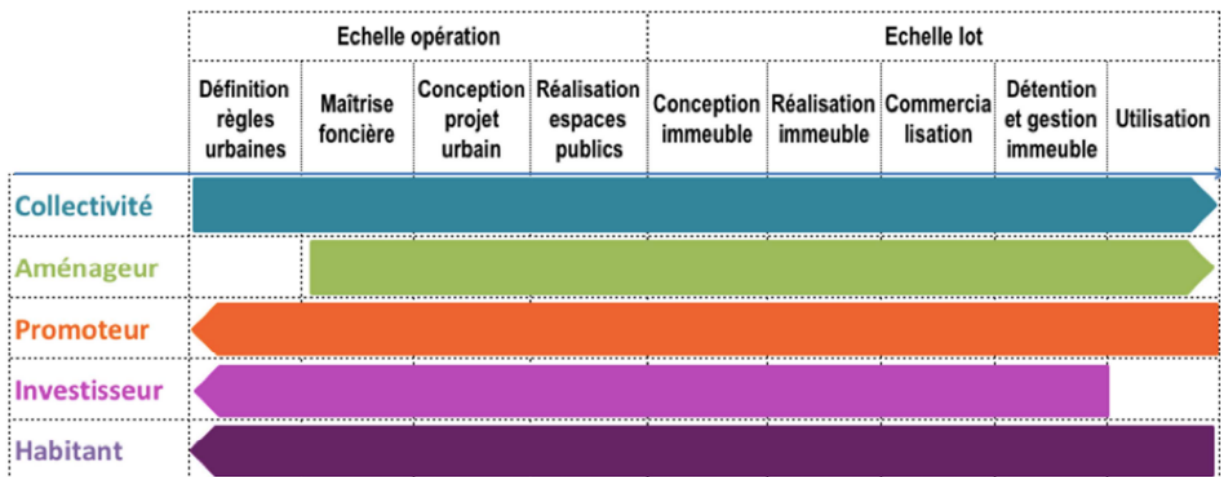 Echelle opération
Echelle lot
Définition
règles
urbaines
Maîtrise
foncière
Conception
projet
urbain
Réalisation
espaces
publics
Conception
immeuble
Réalisation
immeuble
Commercia
lisation
Détention
et gestion
immeuble
Utilisation
Collectivité
Aménageur
Promoteur
Investisseur
Habitant